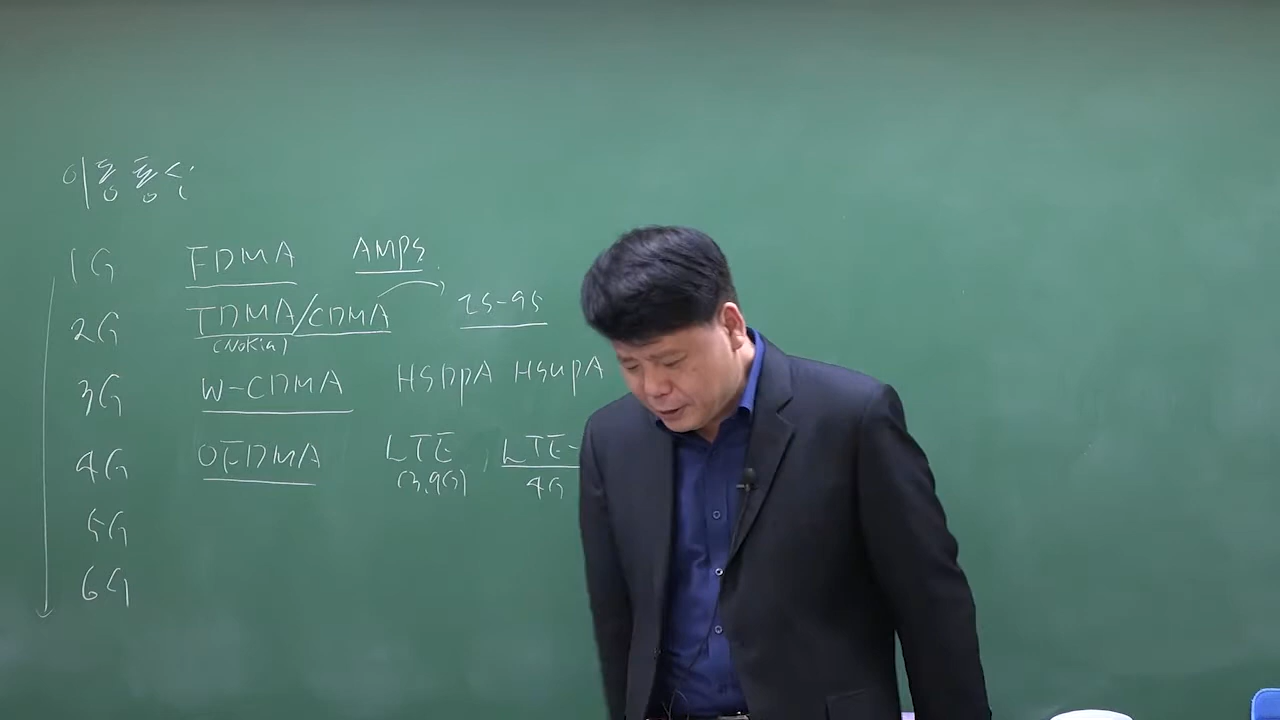 이동통신
1G FDMA AMPS
2G TDMA/CDMA IS-95
(Nokia)
3G W-CDMA HSDPA HSUPA
4G OFDMA LTE , LTE-
(3.9G) 4G
5G
6G